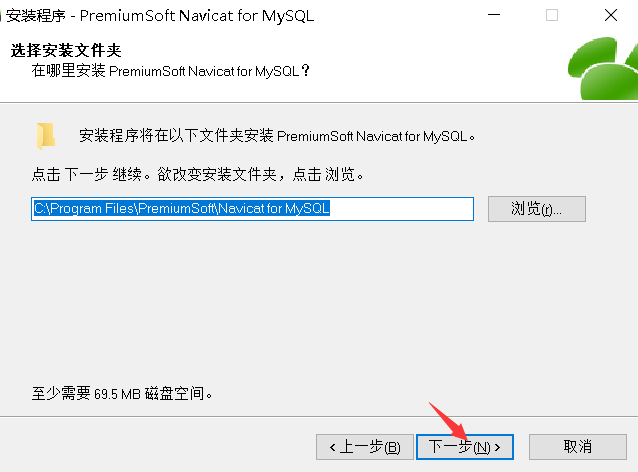 安装程序 - PremiumSoft Navicat for MySQL
选择安装文件夹
在哪里安装 PremiumSoft Navicat for MySQL？
安装程序将在以下文件夹安装 PremiumSoft Navicat for MySQL。
点击 下一步 继续。欲改变安装文件夹，点击 浏览。
C:\Program Files\PremiumSoft\Navicat for MySQL
浏览(r)...
至少需要 69.5 MB 磁盘空间。
< 上一步(B)
下一步(N) >
取消